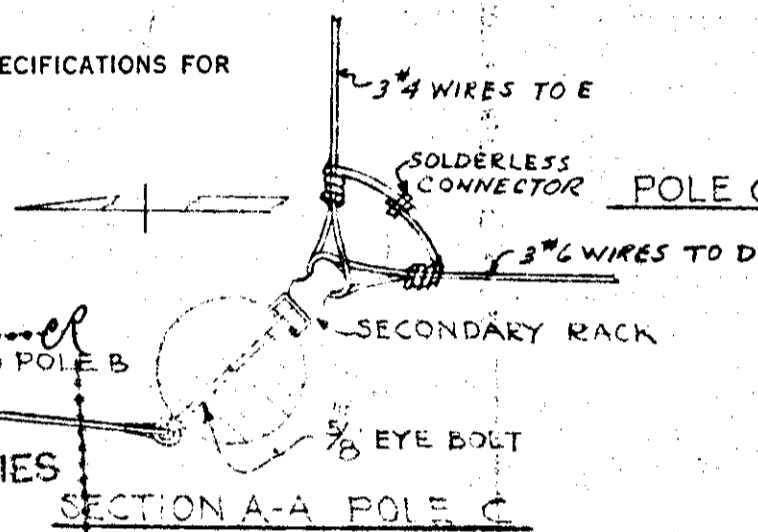 ECIFICATIONS FOR
3 #4 WIRES TO E
SOLDERLESS
CONNECTOR
POLE C
3 #6 WIRES TO D
SECONDARY RACK
POLE B
5/8" EYE BOLT
IES
SECTION A-A POLE C